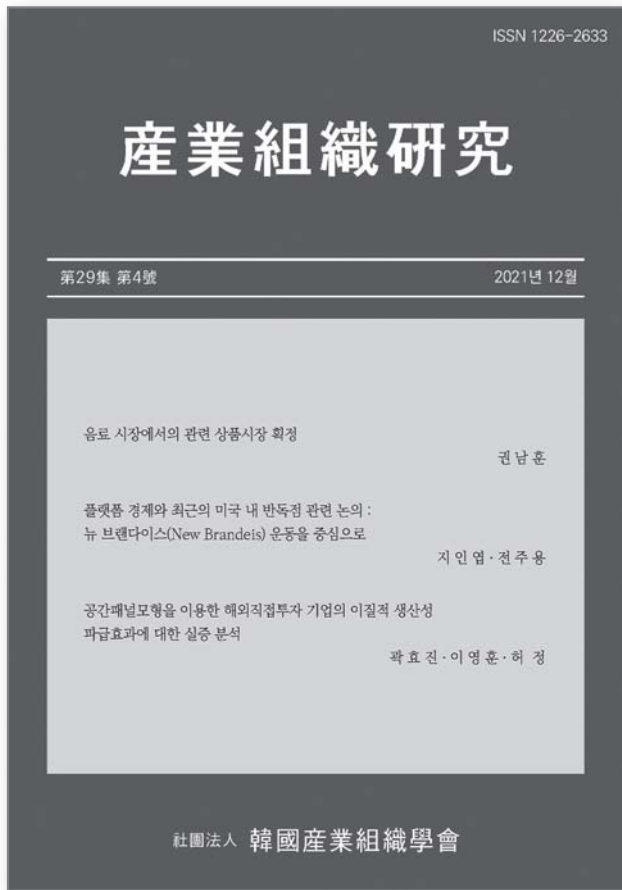 ISSN 1226-2633
産業組織硏究
第29集 第4號
2021년 12월
음료 시장에서의 관련 상품시장 획정
권 남 훈
플랫폼 경제와 최근의 미국 내 반독점 관련 논의 :
뉴 브랜다이스(New Brandeis) 운동을 중심으로
지 인 엽 · 전 주 용
공간패널모형을 이용한 해외직접투자 기업의 이질적 생산성
파급효과에 대한 실증 분석
곽 효 진 · 이 영 훈 · 허 정
社團法人 韓國産業組織學會